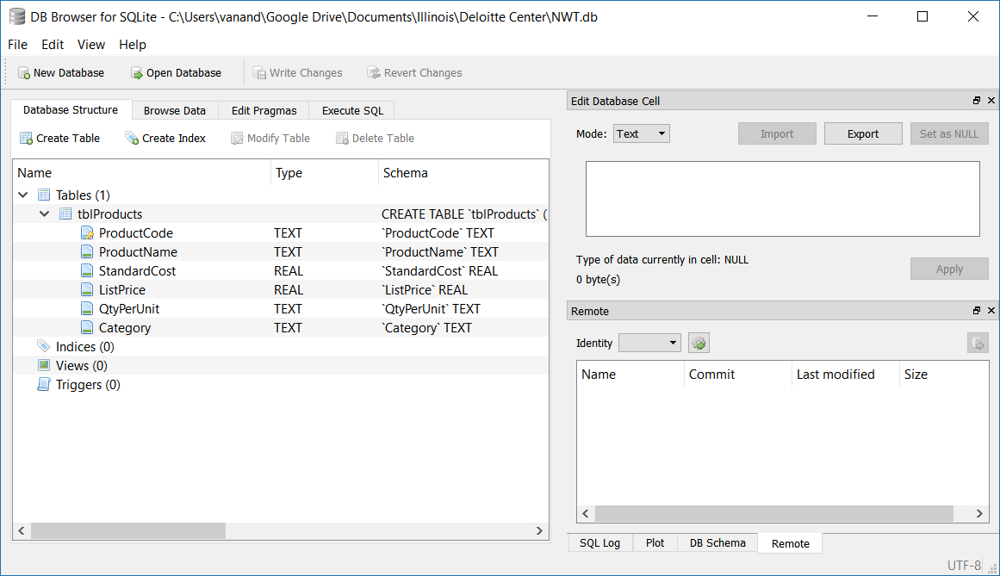 DB Browser for SQLite - C:\Users\vanand\Google Drive\Documents\Illinois\Deloitte Center\NWT.db
File Edit View Help
New Database Open Database Write Changes Revert Changes
Database Structure Browse Data Edit Pragmas Execute SQL
Create Table Create Index Modify Table Delete Table
Name Type Schema
Tables (1)
tblProducts CREATE TABLE `tblProducts` (
ProductCode TEXT `ProductCode` TEXT
ProductName TEXT `ProductName` TEXT
StandardCost REAL `StandardCost` REAL
ListPrice REAL `ListPrice` REAL
QtyPerUnit TEXT `QtyPerUnit` TEXT
Category TEXT `Category` TEXT
Indices (0)
Views (0)
Triggers (0)
Edit Database Cell
Mode: Text Import Export Set as NULL
Type of data currently in cell: NULL
0 byte(s)
Apply
Remote
Identity
Name Commit Last modified Size
SQL Log Plot DB Schema Remote
UTF-8